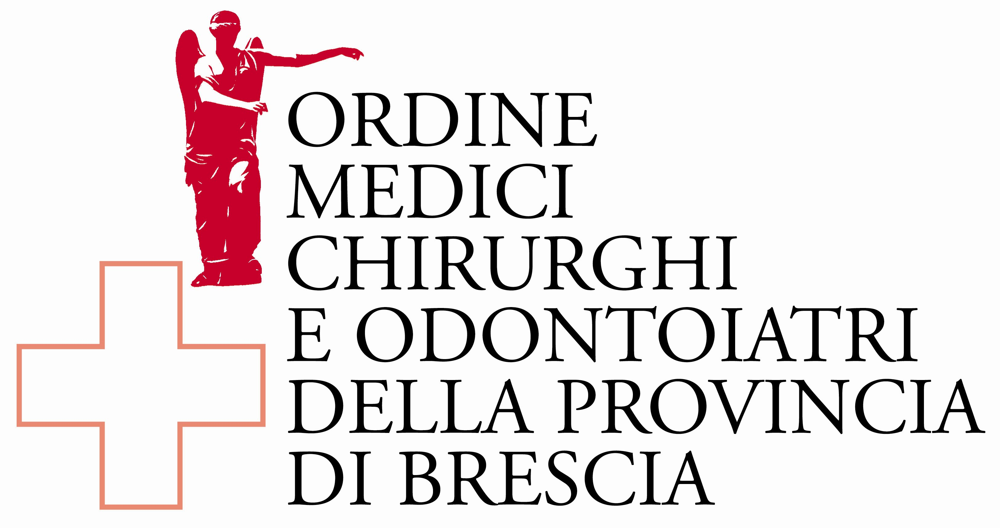 ORDINE
MEDICI
CHIRURGHI
E ODONTOIATRI
DELLA PROVINCIA
DI BRESCIA